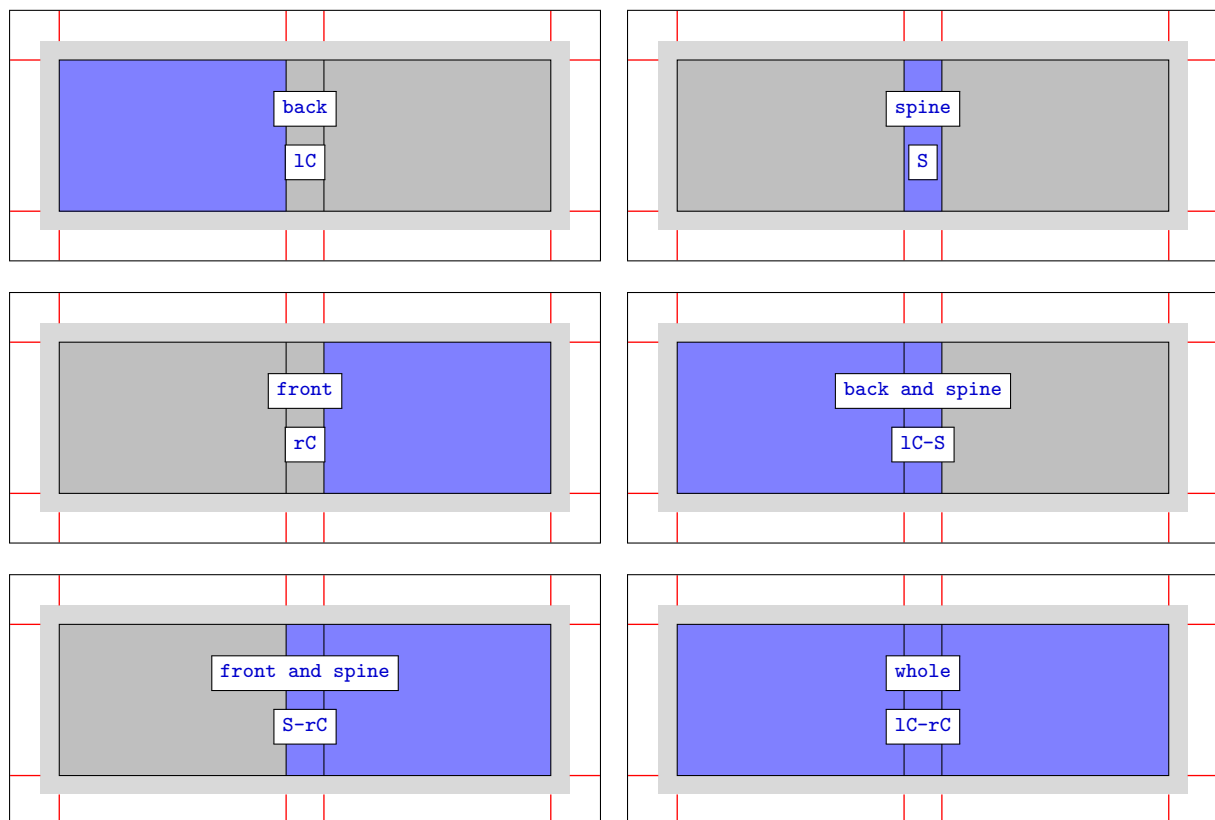 back
lC
spine
S
front
rC
back and spine
lC-S
front and spine
S-rC
whole
lC-rC